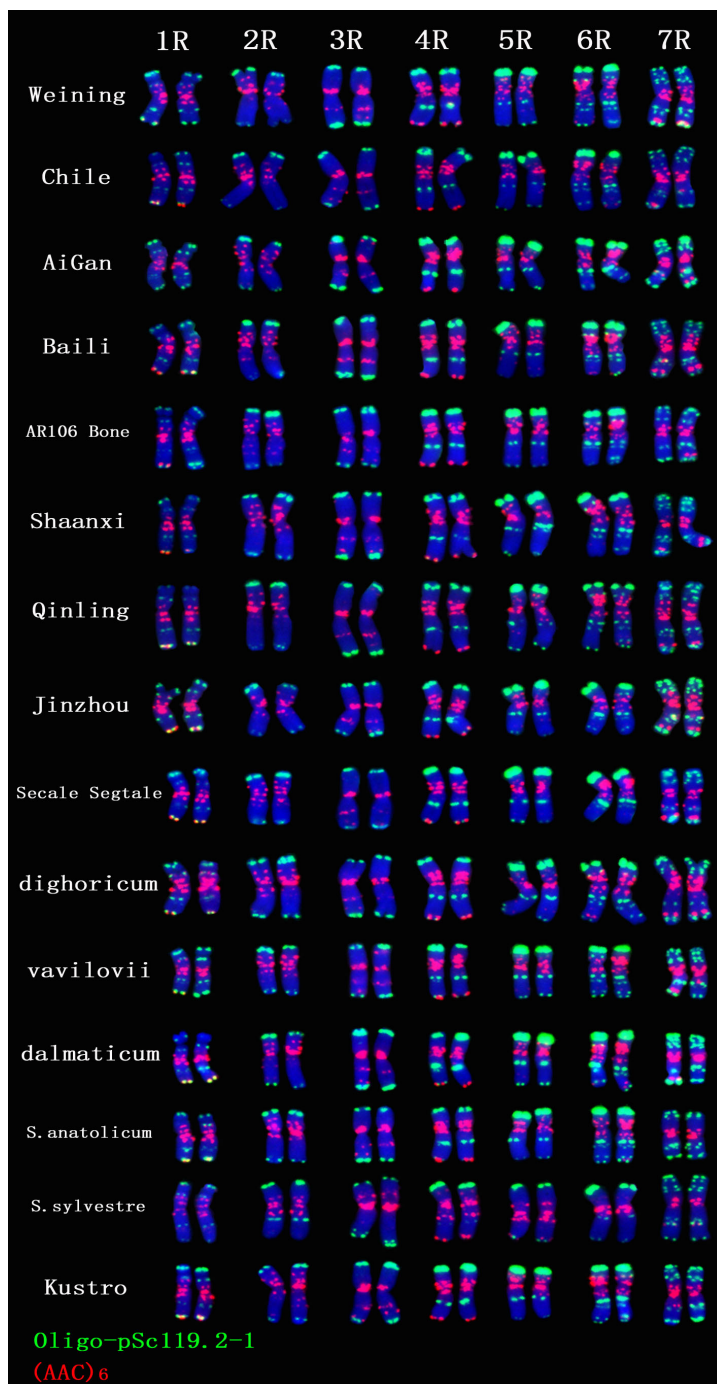 1R 2R 3R 4R 5R 6R 7R
Weining
Chile
AiGan
Baili
AR106 Bone
Shaanxi
Qinling
Jinzhou
Secale Segtale
dighoricum
vavilovii
dalmaticum
S.anatolicum
S.sylvestre
Kustro
Oligo-pSc119.2-1
(AAC)6